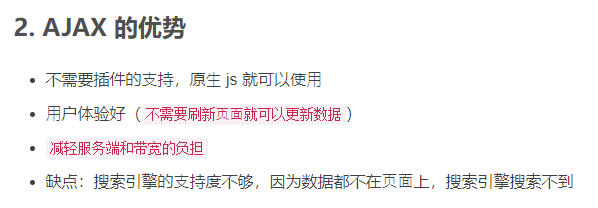 2. AJAX 的优势
不需要插件的支持，原生 js 就可以使用
用户体验好（不需要刷新页面就可以更新数据）
减轻服务端和带宽的负担
缺点：搜索引擎的支持度不够，因为数据都不在页面上，搜索引擎搜索不到